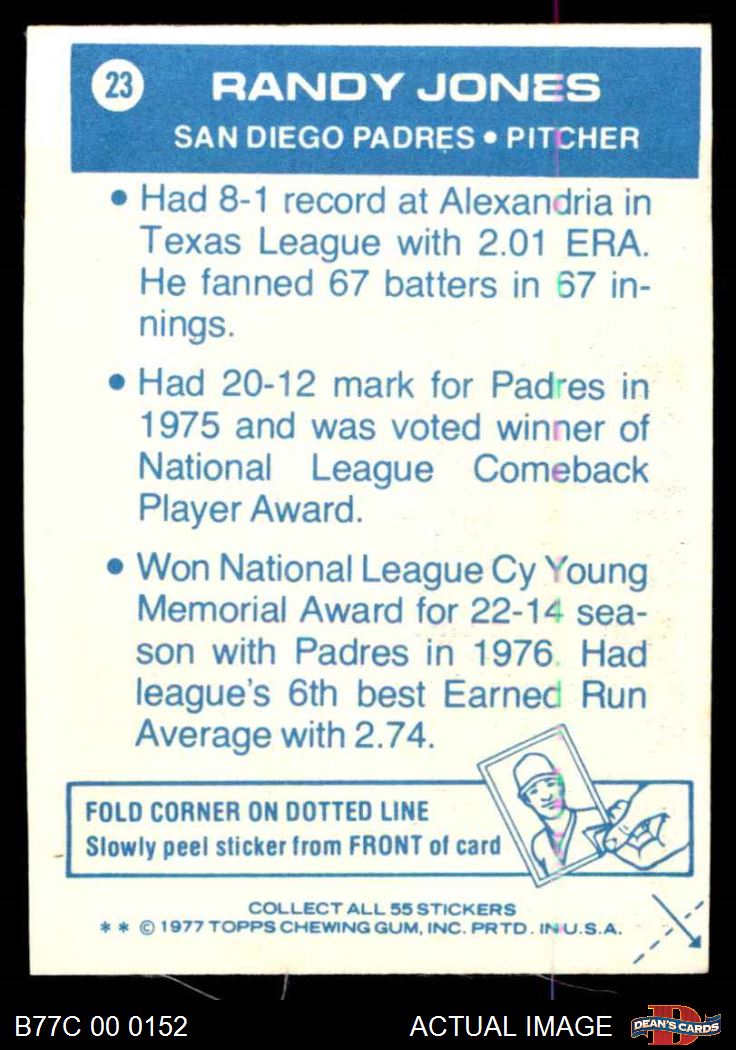 23
RANDY JONES
SAN DIEGO PADRES • PITCHER
• Had 8-1 record at Alexandria in
Texas League with 2.01 ERA.
He fanned 67 batters in 67 in-
nings.
• Had 20-12 mark for Padres in
1975 and was voted winner of
National League Comeback
Player Award.
• Won National League Cy Young
Memorial Award for 22-14 sea-
son with Padres in 1976. Had
league's 6th best Earned Run
Average with 2.74.
FOLD CORNER ON DOTTED LINE
Slowly peel sticker from FRONT of card
COLLECT ALL 55 STICKERS
* * © 1977 TOPPS CHEWING GUM, INC. PRTD. IN U.S.A.
B77C 00 0152
ACTUAL IMAGE
DEAN'S CARDS